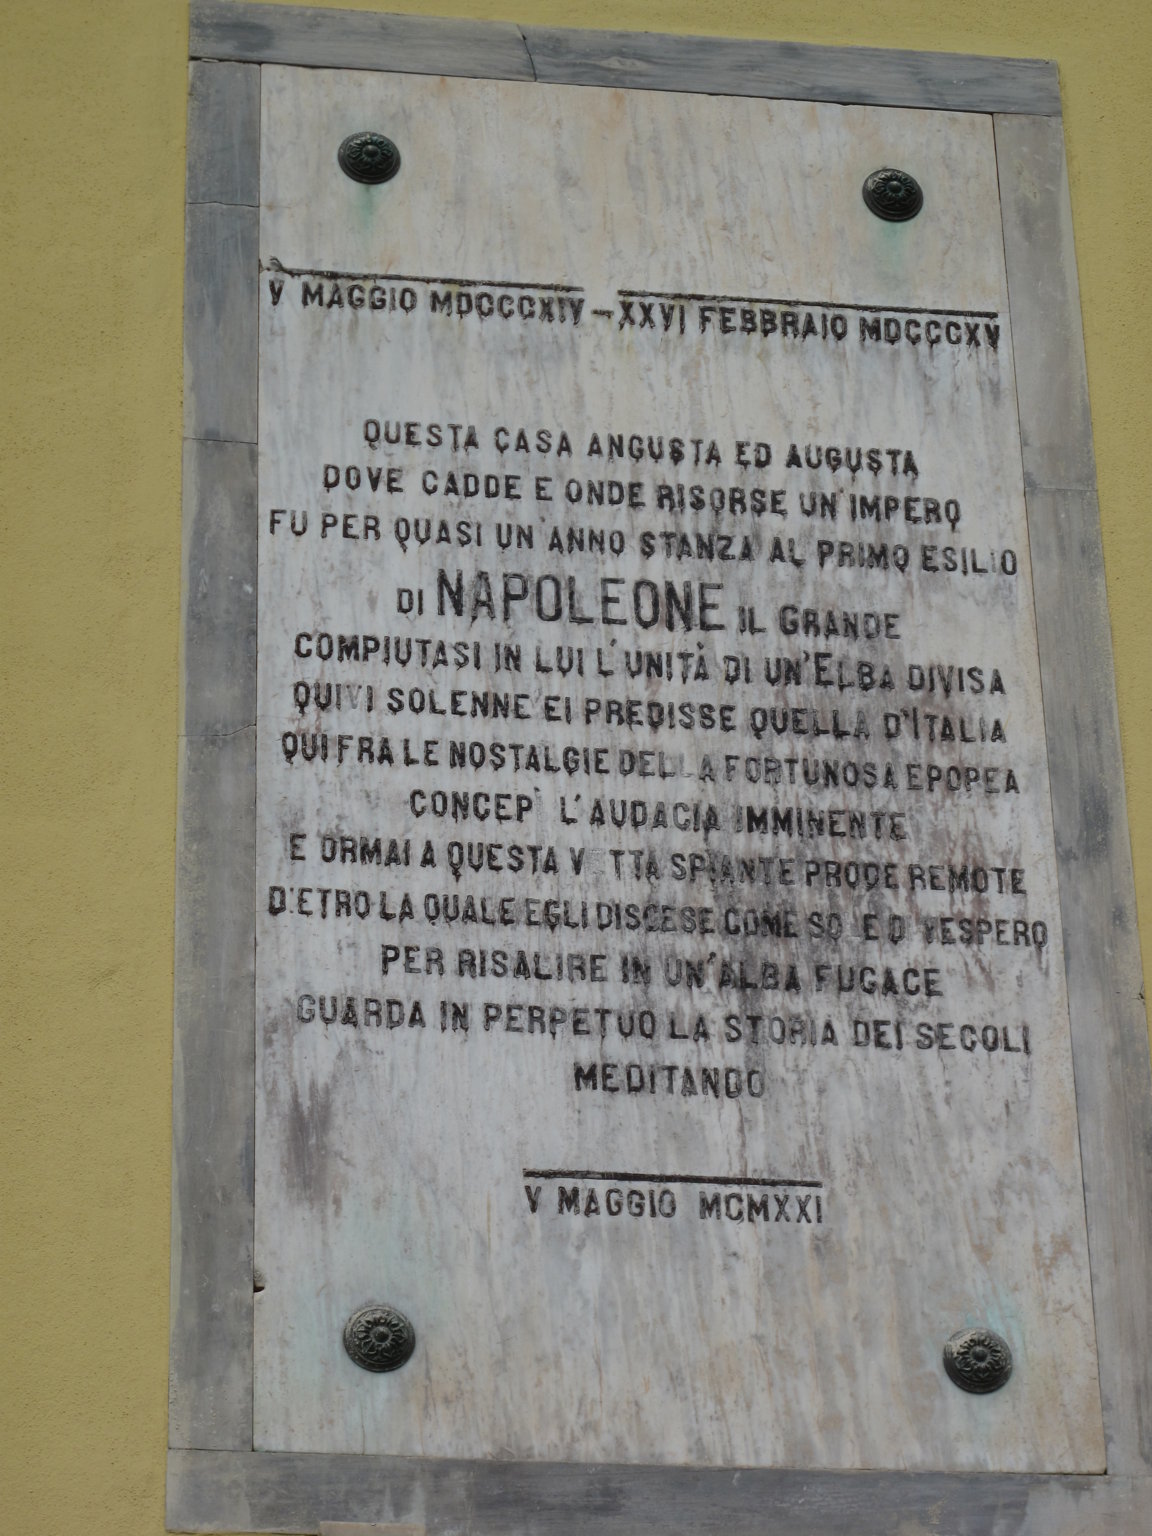 V MAGGIO MDCCCXIV – XXVI FEBBRAIO MDCCCXV
QUESTA CASA ANGUSTA ED AUGUSTA
DOVE CADDE E ONDE RISORSE UN'IMPERO
FU PER QUASI UN'ANNO STANZA AL PRIMO ESILIO
DI NAPOLEONE IL GRANDE
COMPIUTASI IN LUI L'UNITÀ DI UN'ELBA DIVISA
QUIVI SOLENNE EI PREDISSE QUELLA D'ITALIA
QUI FRA LE NOSTALGIE DELLA FORTUNOSA EPOPEA
CONCEPÌ L'AUDACIA IMMINENTE
E ORMAI A QUESTA VETTA SPIANTE PRODE REMOTE
DIETRO LA QUALE EGLI DISCESE COME SOLE A VESPERO
PER RISALIRE IN UN'ALBA FUGACE
GUARDA IN PERPETUO LA STORIA DEI SECOLI
MEDITANDO
V MAGGIO MCMXXI